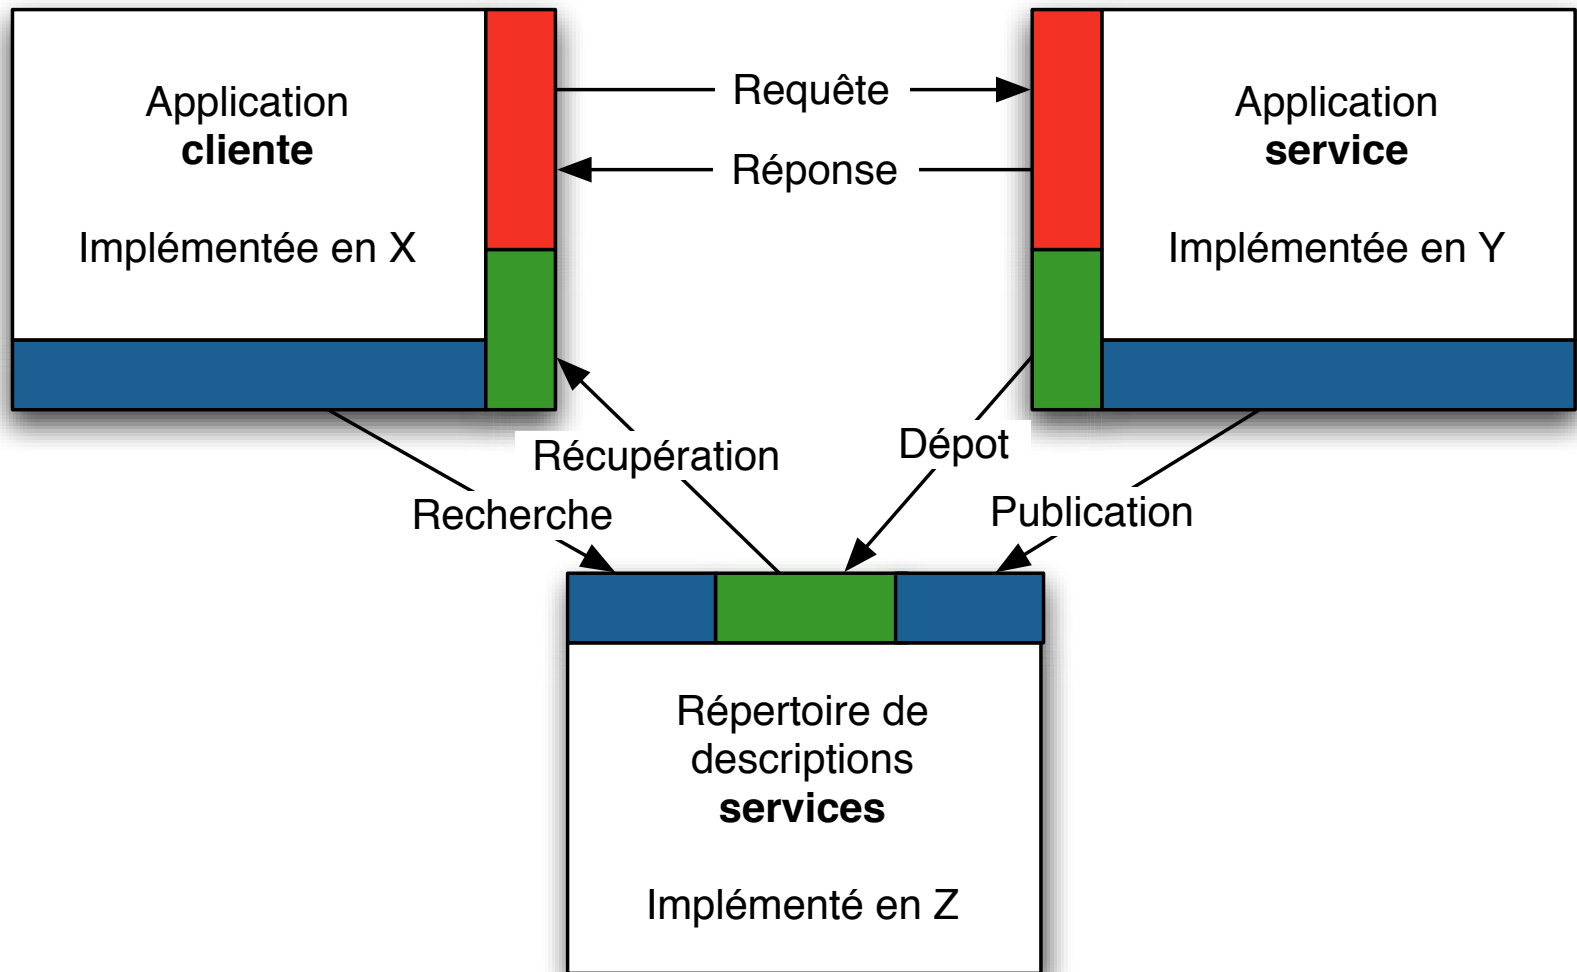 Application
cliente
Implémentée en X
Requête
Réponse
Application
service
Implémentée en Y
Récupération
Recherche
Dépot
Publication
Répertoire de
descriptions
services
Implémenté en Z